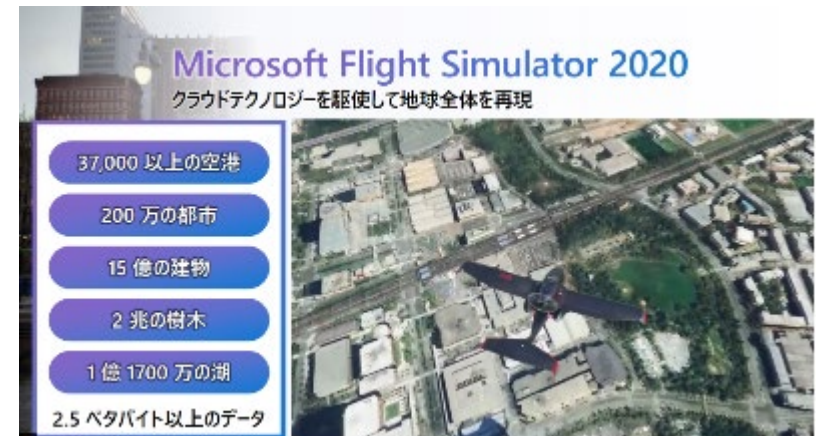 Microsoft Flight Simulator 2020
クラウドテクノロジーを駆使して地球全体を再現
37,000 以上の空港
200 万の都市
15 億の建物
2 兆の樹木
1 億 1700 万の湖
2.5 ペタバイト以上のデータ